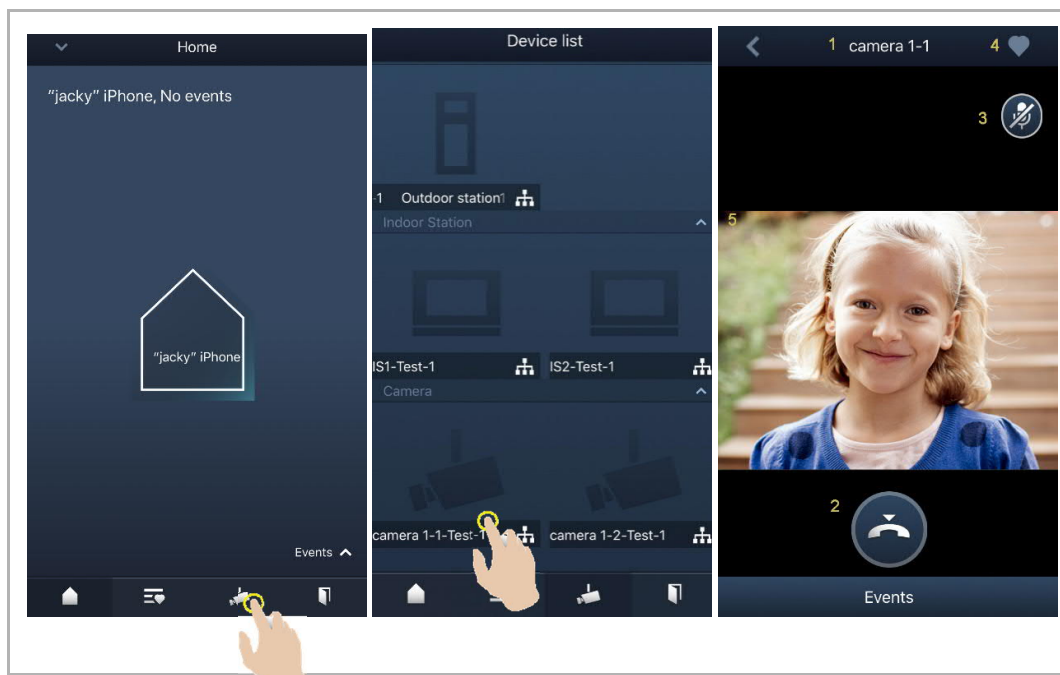 Home
"jacky" iPhone, No events
"jacky" iPhone
Events
Device list
-1 Outdoor station1
Indoor Station
IS1-Test-1
IS2-Test-1
Camera
camera 1-1-Test-1
camera 1-2-Test-1
1 camera 1-1 4
3
5
2
Events